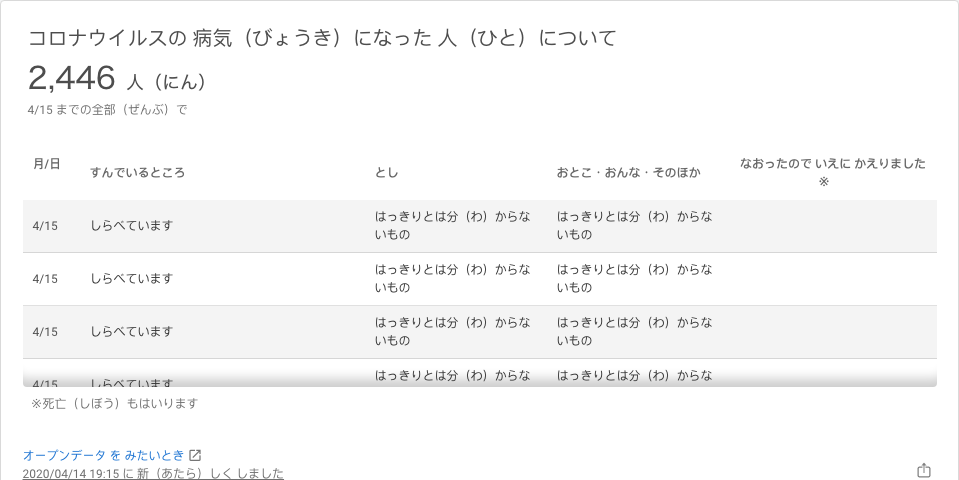 コロナウイルスの 病気（びょうき）になった 人（ひと）について
2,446 人（にん）
4/15 までの全部（ぜんぶ）で
月/日 すんでいるところ とし おとこ・おんな・そのほか なおったので いえに かえりました
※
4/15 しらべています はっきりとは分（わ）からな はっきりとは分（わ）からな
いもの いもの
4/15 しらべています はっきりとは分（わ）からな はっきりとは分（わ）からな
いもの いもの
4/15 しらべています はっきりとは分（わ）からな はっきりとは分（わ）からな
いもの いもの
4/15 しらべています はっきりとは分（わ）からな はっきりとは分（わ）からな
※死亡（しぼう）もはいります
オープンデータ を みたいとき
2020/04/14 19:15 に 新（あたら）しく しました